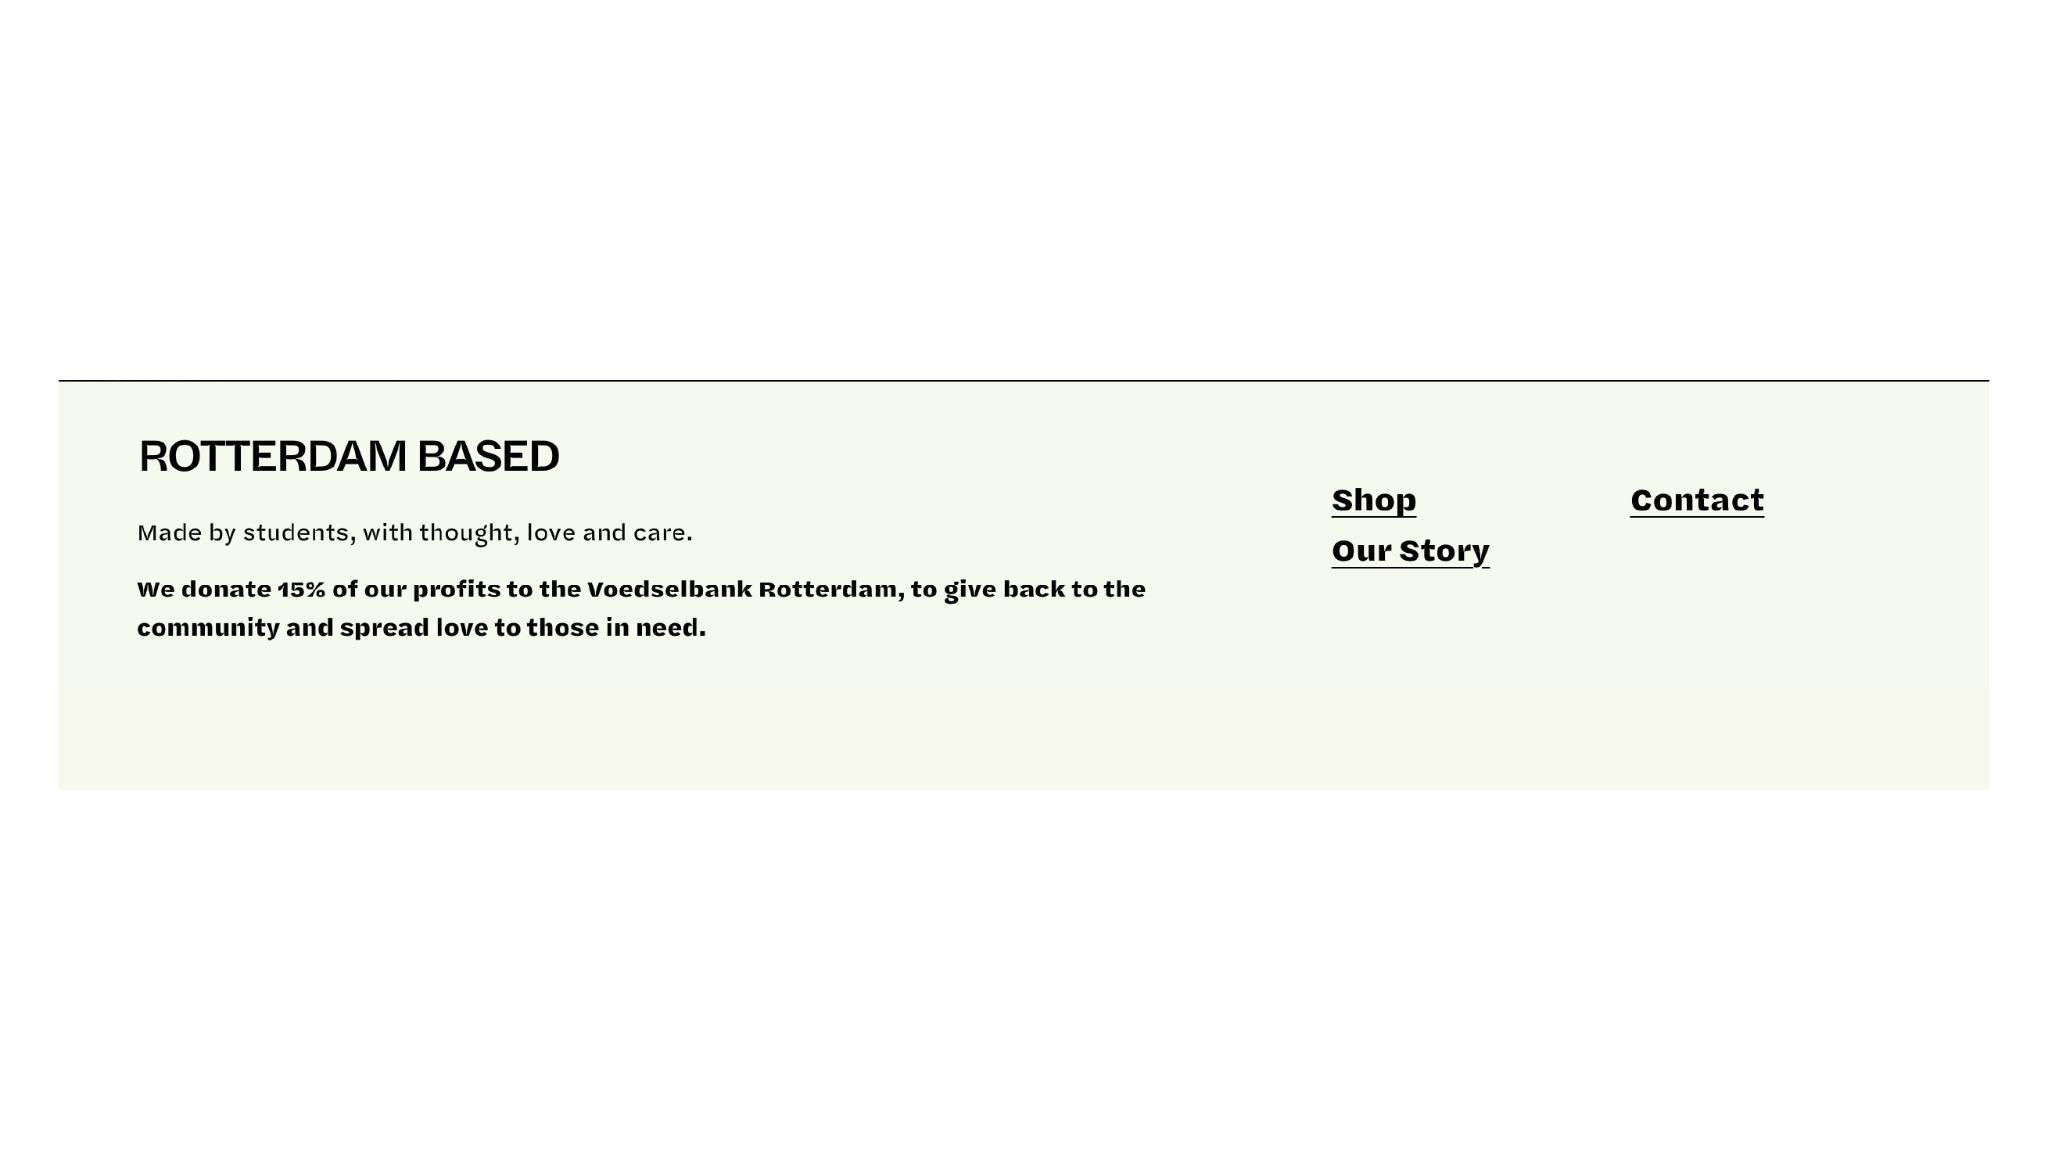 ROTTERDAM BASED
Made by students, with thought, love and care.
We donate 15% of our profits to the Voedselbank Rotterdam, to give back to the
community and spread love to those in need.
Shop
Our Story
Contact